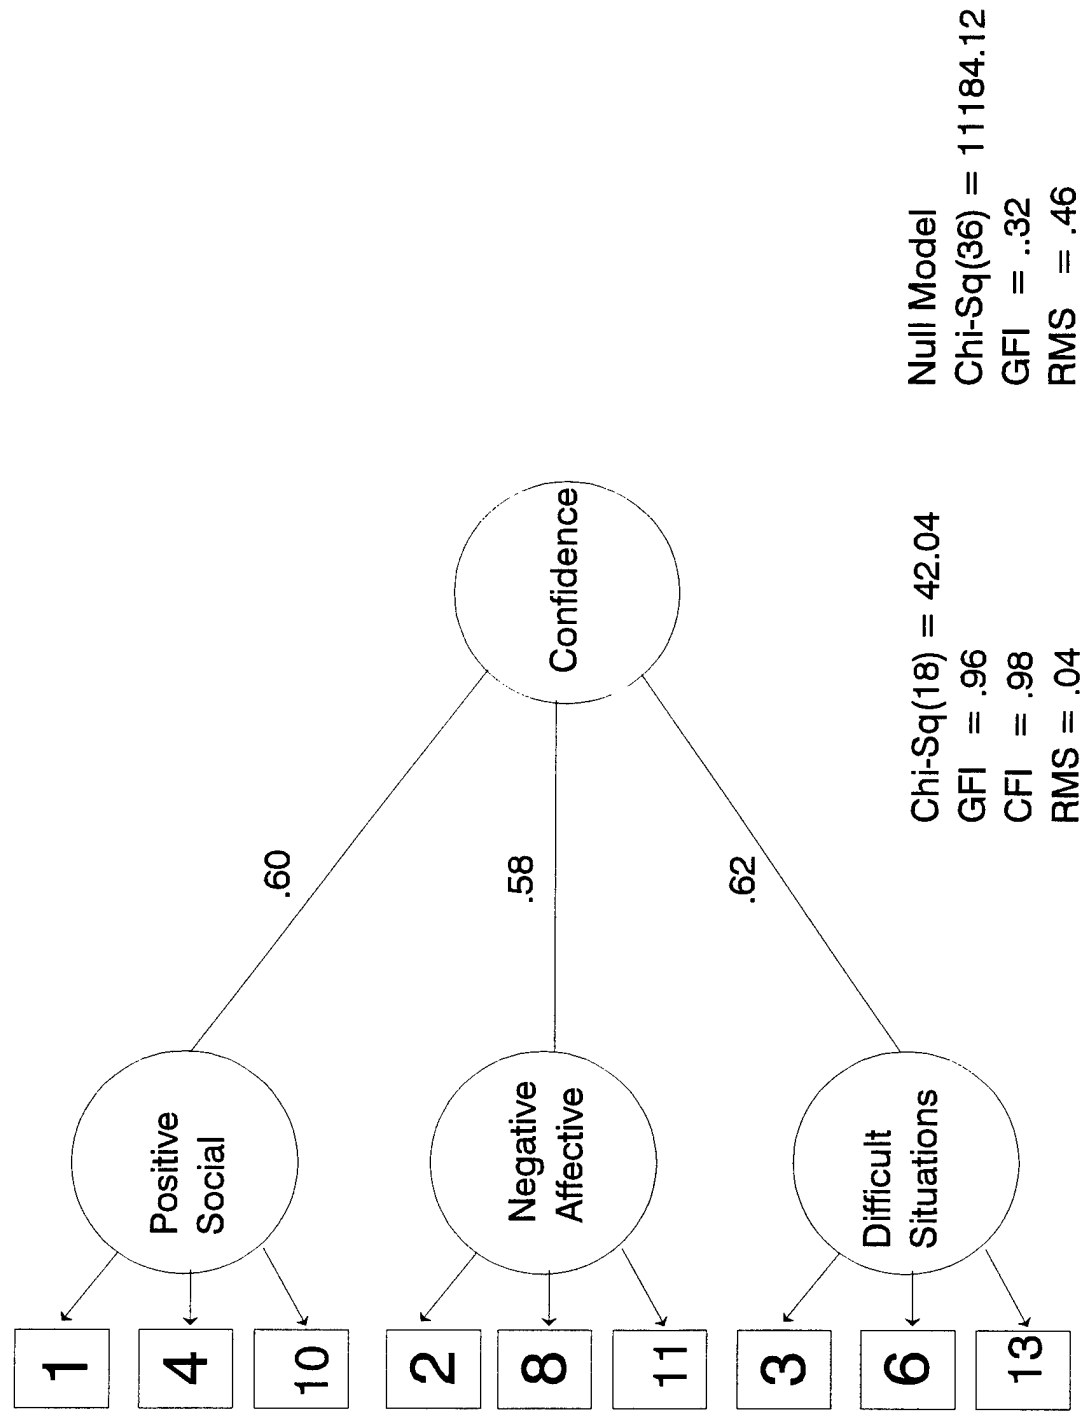 1
4
10
2
8
11
3
6
13
Positive
Social
Negative
Affective
Difficult
Situations
.60
.58
.62
Confidence
Chi-Sq(18) = 42.04
GFI = .96
CFI = .98
RMS = .04
Null Model
Chi-Sq(36) = 11184.12
GFI = ..32
RMS = .46